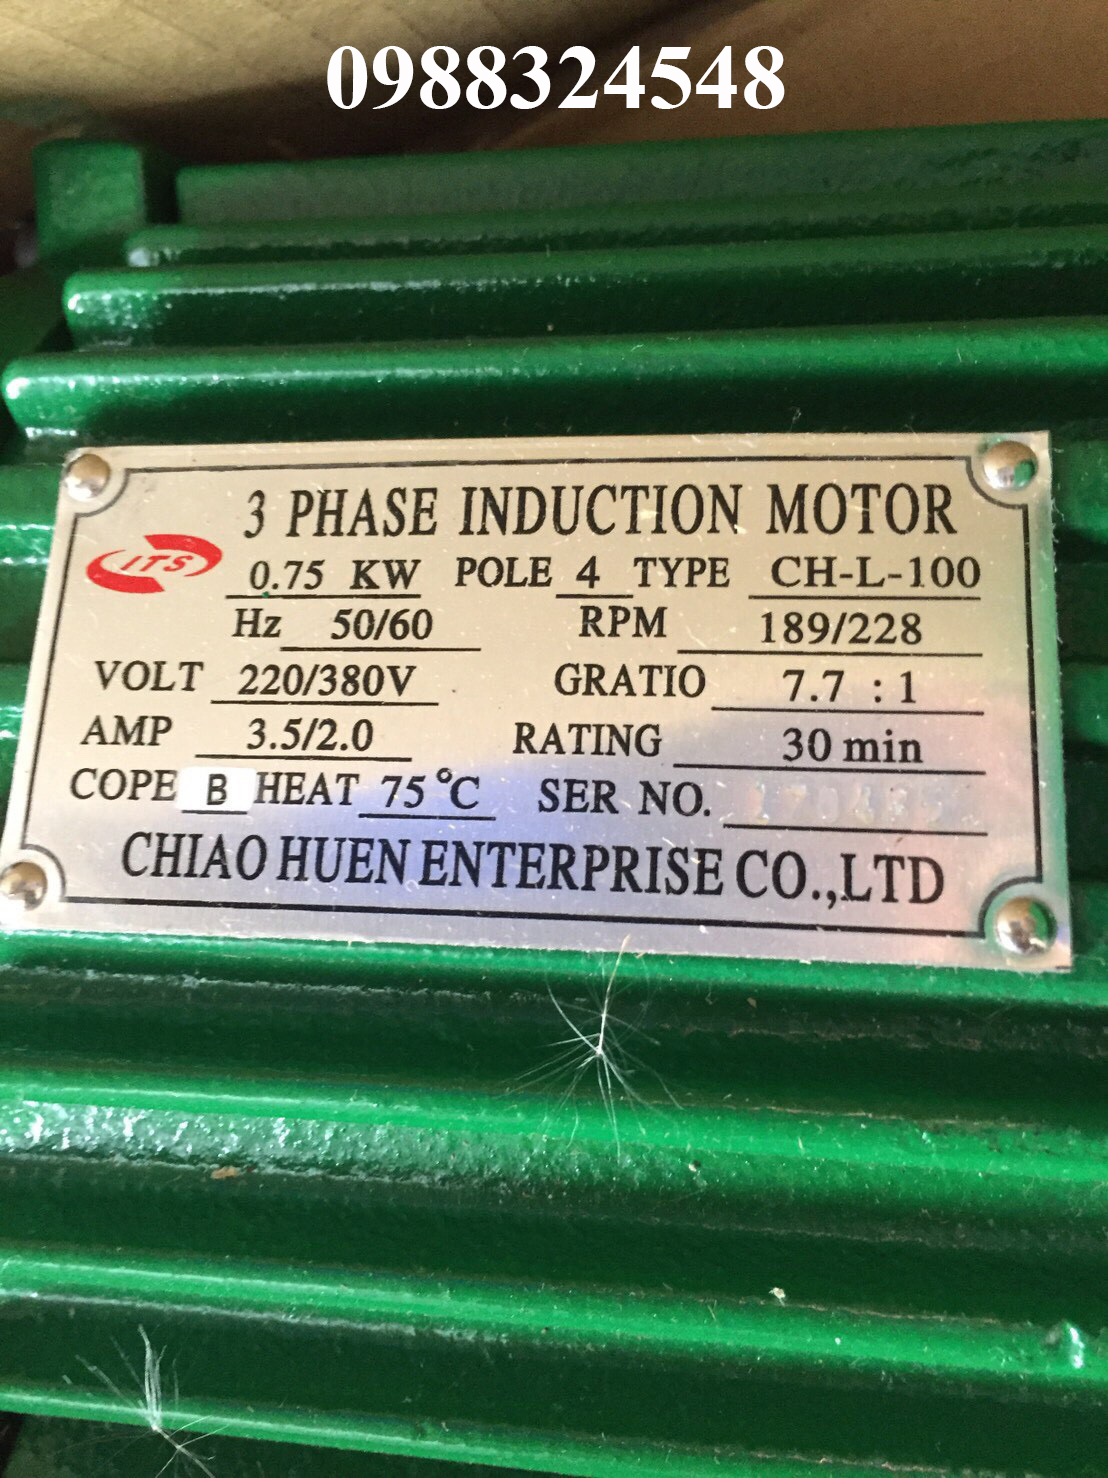 0988324548
3 PHASE INDUCTION MOTOR
ITS 0.75 KW POLE 4 TYPE CH-L-100
Hz 50/60 RPM 189/228
VOLT 220/380V GRATIO 7.7 : 1
AMP 3.5/2.0 RATING 30 min
COPE B HEAT 75°C SER NO.
CHIAO HUEN ENTERPRISE CO.,LTD